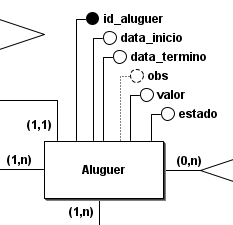 id_aluguer
data_inicio
data_termino
obs
valor
estado
(1,1)
(1,n)
Aluguer
(0,n)
(1,n)